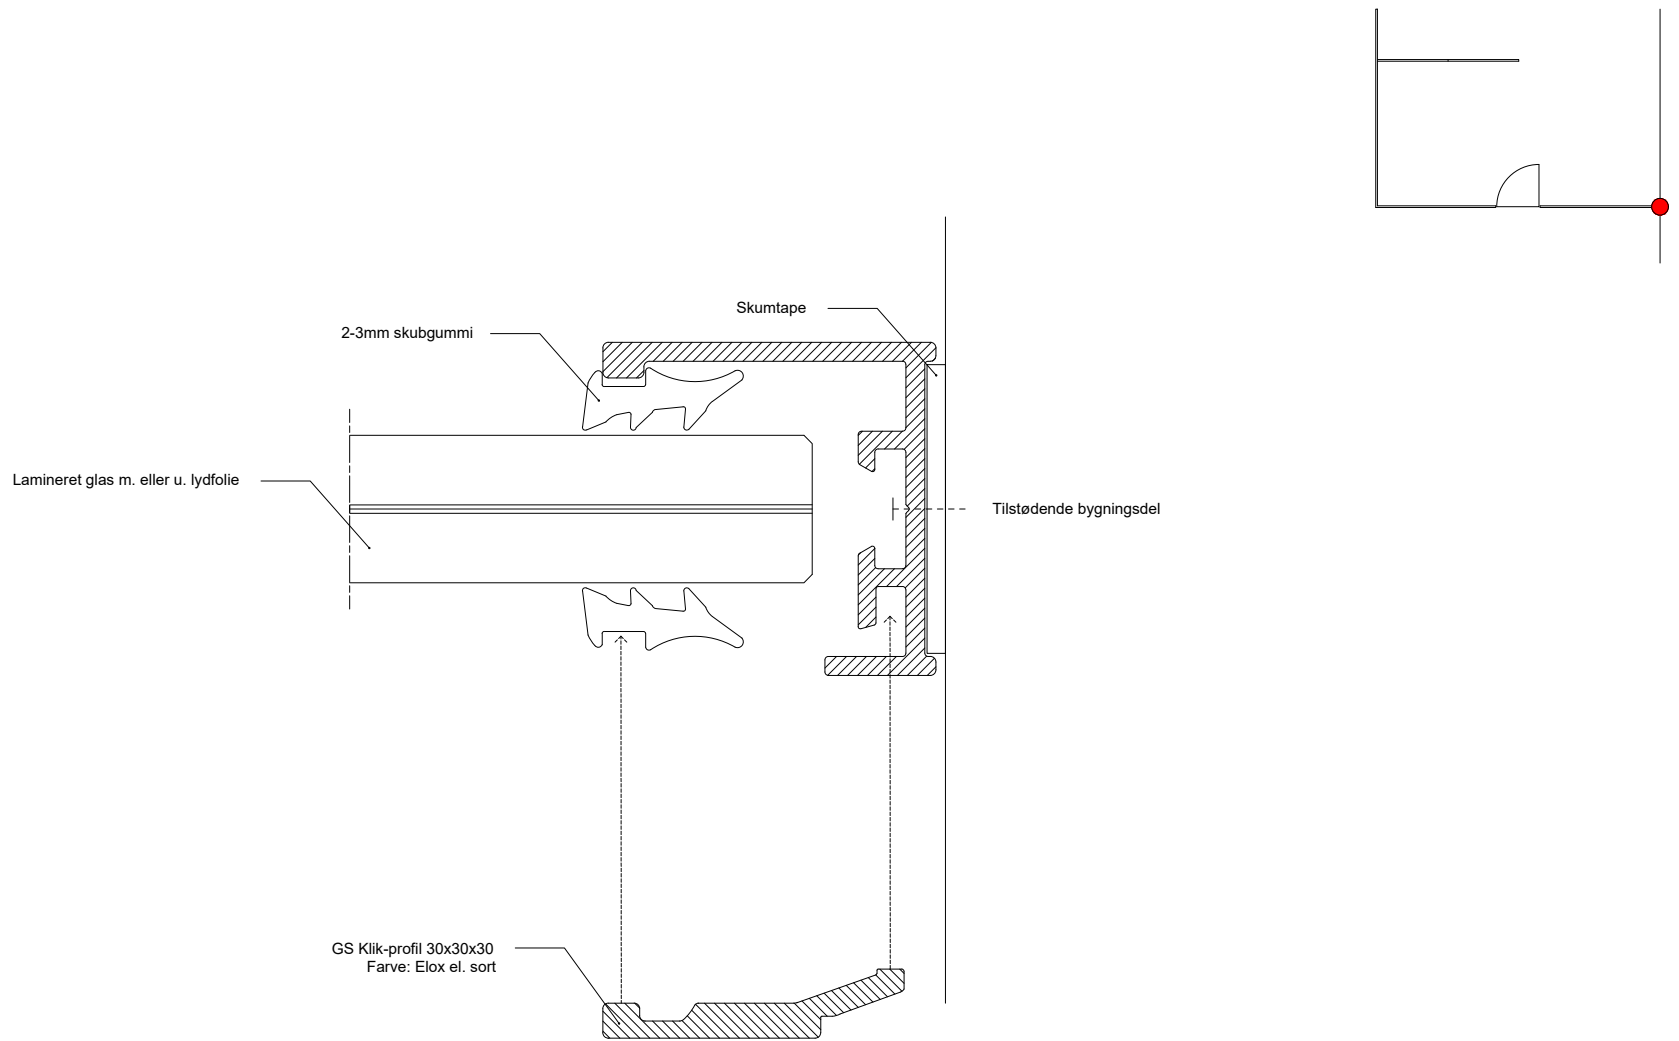 Skumtape
2-3mm skubgummi
Lamineret glas m. eller u. lydfolie
Tilstødende bygningsdel
GS Klik-profil 30x30x30
Farve: Elox el. sort